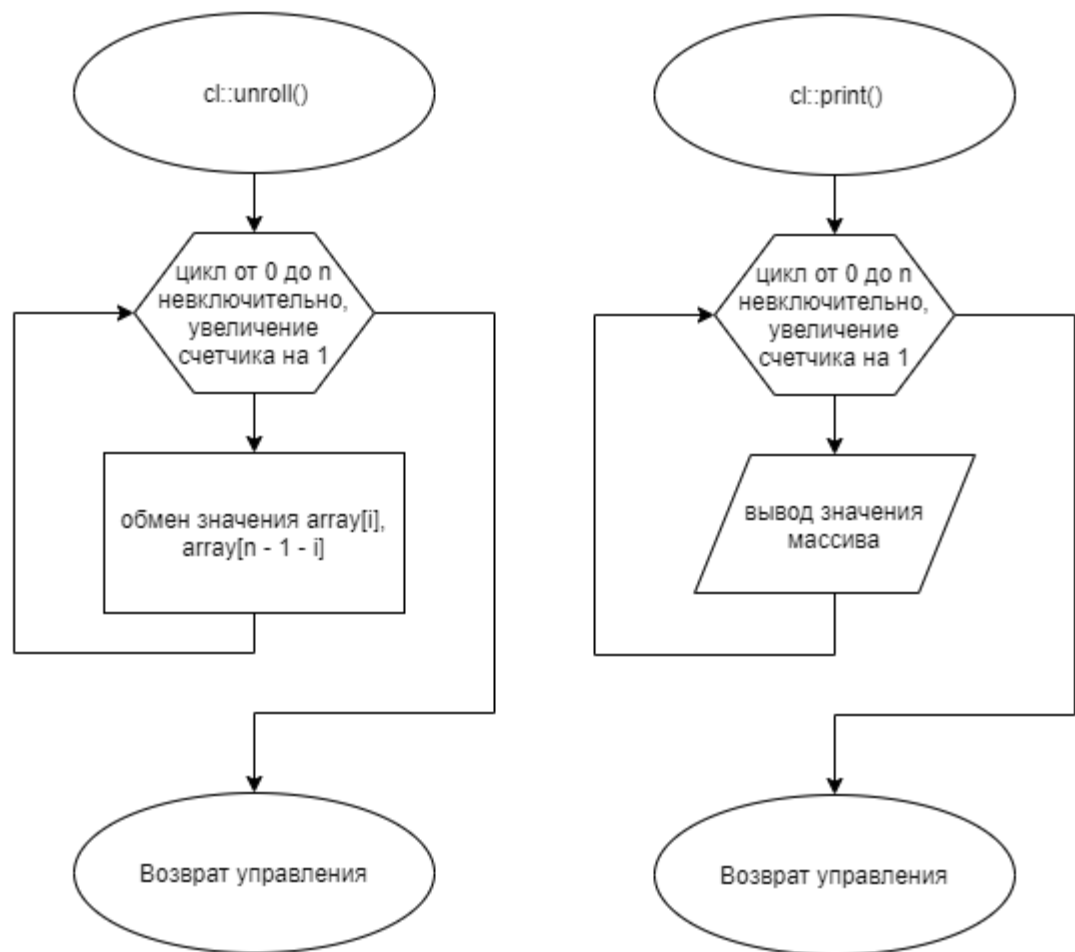 cl::unroll()
цикл от 0 до n
невключительно,
увеличение
счетчика на 1
обмен значения array[i],
array[n - 1 - i]
Возврат управления
cl::print()
цикл от 0 до n
невключительно,
увеличение
счетчика на 1
вывод значения
массива
Возврат управления